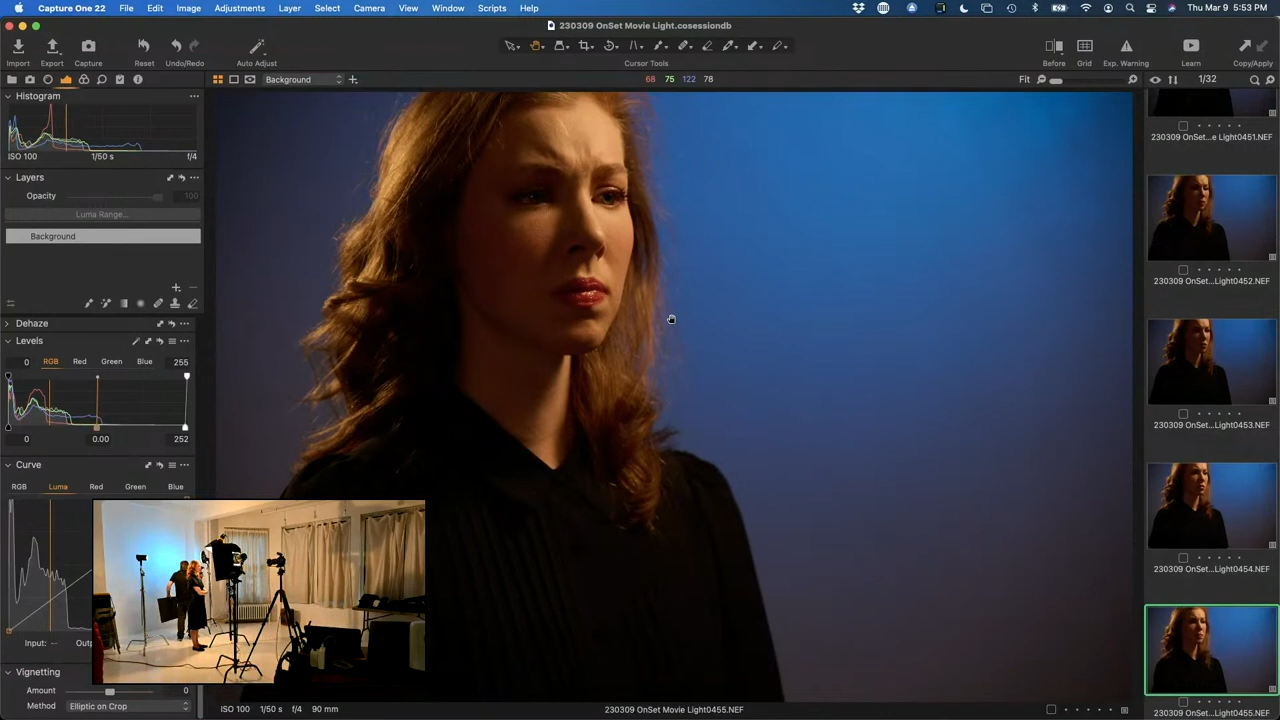 Capture One 22 File Edit Image Adjustments Layer Select Camera View Window Scripts Help Thu Mar 9 5:53 PM
230309 OnSet Movie Light.cosessiondb
Import Export Capture Reset Undo/Redo Auto Adjust Cursor Tools Before Grid Exp. Warning Learn Copy/Apply
Background 68 75 122 78 Fit 1/32
Histogram
ISO 100 1/50 s f/4
Layers
Opacity 100
Luma Range...
Background
Dehaze
Levels
0 RGB Red Green Blue 255
0 0.00 252
Curve
RGB Luma Red Green Blue
Input: -- Outp
Vignetting
Amount 0
Method Elliptic on Crop
ISO 100 1/50 s f/4 90 mm 230309 OnSet Movie Light0455.NEF
230309 OnSet...e Light0451.NEF
230309 OnSet...Light0452.NEF
230309 OnSet...Light0453.NEF
230309 OnSet...Light0454.NEF
230309 OnSet...Light0455.NEF